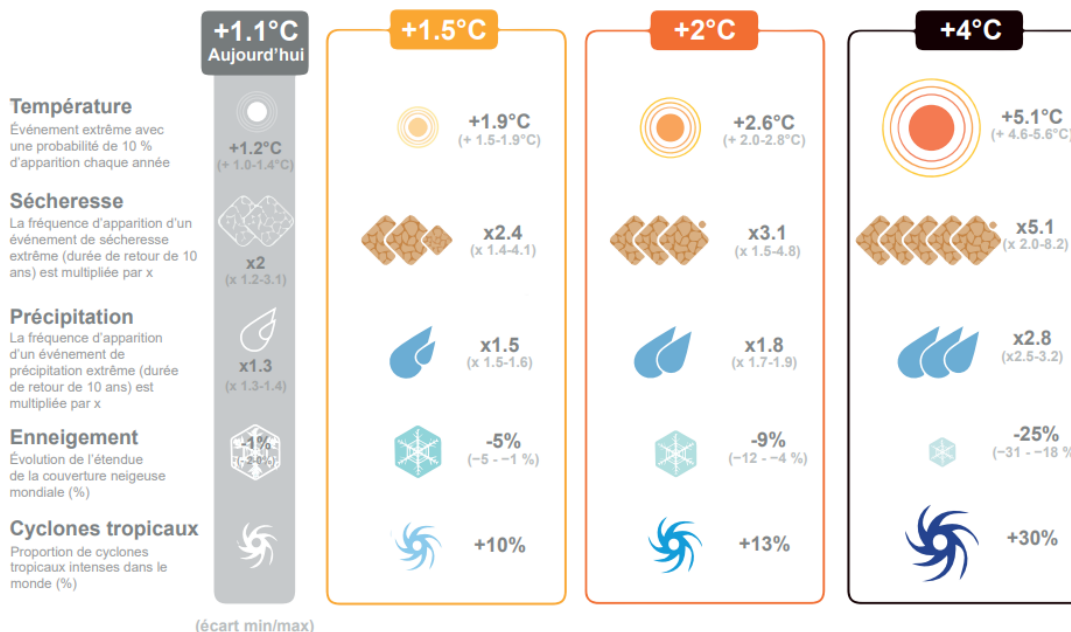 +1.1°C
Aujourd'hui
+1.5°C
+2°C
+4°C
Température
Événement extrême avec
une probabilité de 10 %
d'apparition chaque année
+1.2°C
(+ 1.0-1.4°C)
+1.9°C
(+ 1.5-1.9°C)
+2.6°C
(+ 2.0-2.8°C)
+5.1°C
(+ 4.6-5.6°C)
Sécheresse
La fréquence d'apparition d'un
événement de sécheresse
extrême (durée de retour de 10
ans) est multipliée par x
x2
(x 1.2-3.1)
x2.4
(x 1.4-4.1)
x3.1
(x 1.5-4.8)
x5.1
(x 2.0-8.2)
Précipitation
La fréquence d'apparition
d'un événement de
précipitation extrême (durée
de retour de 10 ans) est
multipliée par x
x1.3
(x 1.3-1.4)
x1.5
(x 1.5-1.6)
x1.8
(x 1.7-1.9)
x2.8
(x2.5-3.2)
Enneigement
Évolution de l'étendue
de la couverture neigeuse
mondiale (%)
-1%
-5%
(−5 - −1 %)
-9%
(−12 - −4 %)
-25%
(−31 - −18 %
Cyclones tropicaux
Proportion de cyclones
tropicaux intenses dans le
monde (%)
+10%
+13%
+30%
(écart min/max)